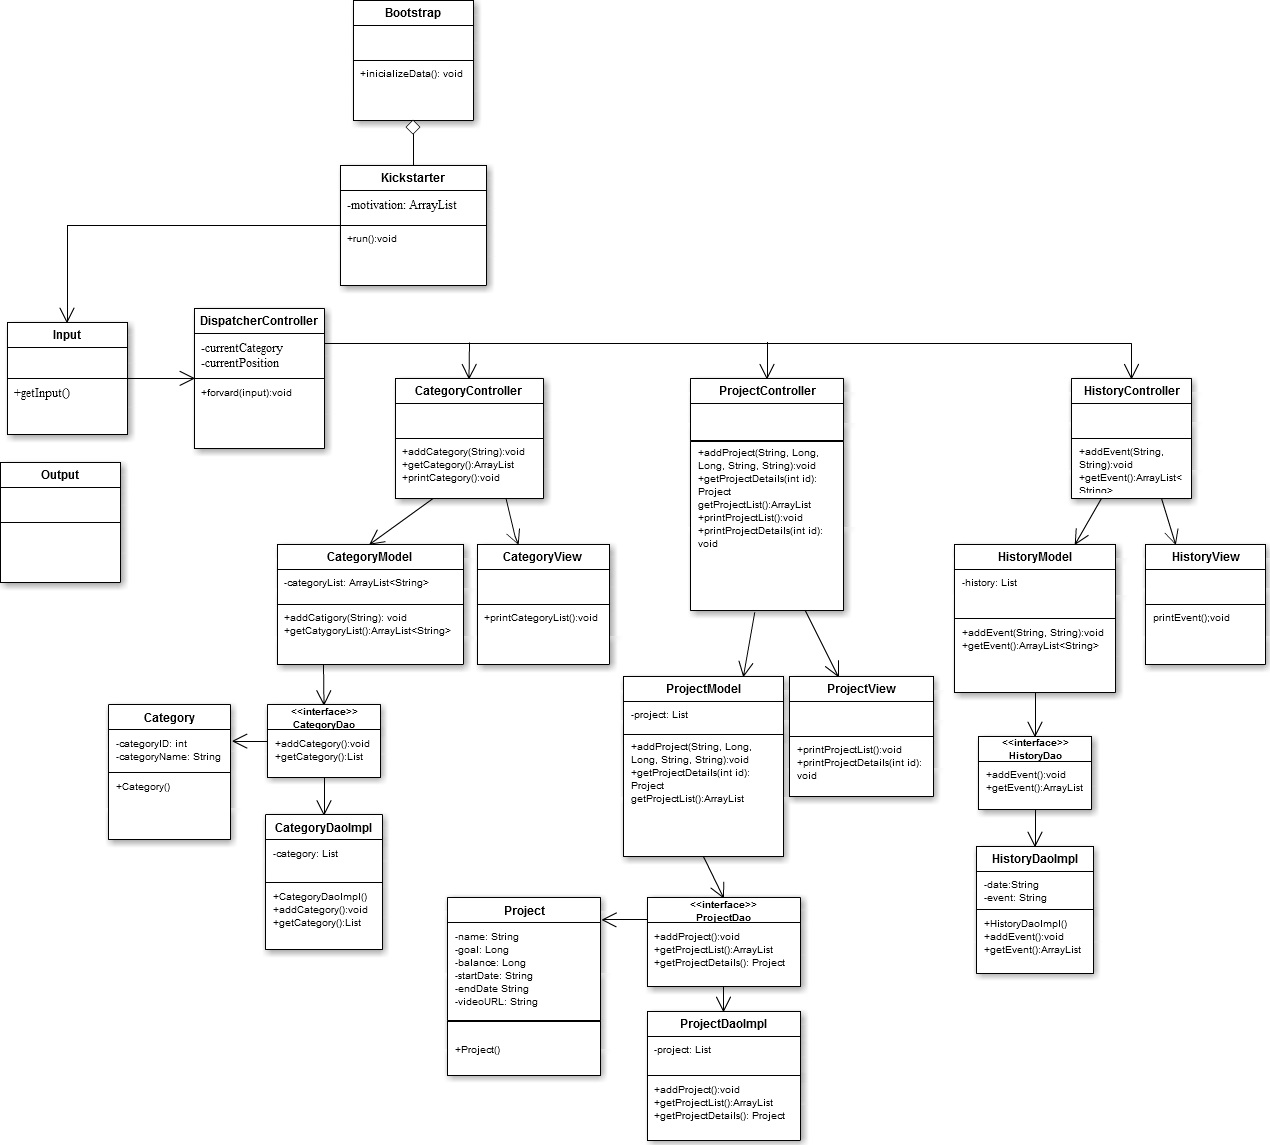 Bootstrap
+inicializeData(): void
Kickstarter
-motivation: ArrayList
+run():void
Input
+getInput()
DispatcherController
-currentCategory
-currentPosition
+forvard(input):void
Output
CategoryController
+addCategory(String):void
+getCategory():ArrayList
+printCategory():void
ProjectController
+addProject(String, Long,
Long, String, String):void
+getProjectDetails(int id):
Project
getProjectList():ArrayList
+printProjectList():void
+printProjectDetails(int id):
void
HistoryController
+addEvent(String,
String):void
+getEvent():ArrayList<
String>
CategoryModel
-categoryList: ArrayList<String>
+addCatigory(String): void
+getCatygoryList():ArrayList<String>
CategoryView
+printCategoryList():void
HistoryModel
-history: List
+addEvent(String, String):void
+getEvent():ArrayList<String>
HistoryView
printEvent();void
ProjectModel
-project: List
+addProject(String, Long,
Long, String, String):void
+getProjectDetails(int id):
Project
getProjectList():ArrayList
ProjectView
+printProjectList():void
+printProjectDetails(int id):
void
Category
-categoryID: int
-categoryName: String
+Category()
<<interface>>
CategoryDao
+addCategory():void
+getCategory():List
CategoryDaoImpl
-category: List
+CategoryDaoImpl()
+addCategory():void
+getCategory():List
<<interface>>
HistoryDao
+addEvent():void
+getEvent():ArrayList
HistoryDaoImpl
-date:String
-event: String
+HistoryDaoImpl()
+addEvent():void
+getEvent():ArrayList
Project
-name: String
-goal: Long
-balance: Long
-startDate: String
-endDate String
-videoURL: String
+Project()
<<interface>>
ProjectDao
+addProject():void
+getProjectList():ArrayList
+getProjectDetails(): Project
ProjectDaoImpl
-project: List
+addProject():void
+getProjectList():ArrayList
+getProjectDetails(): Project